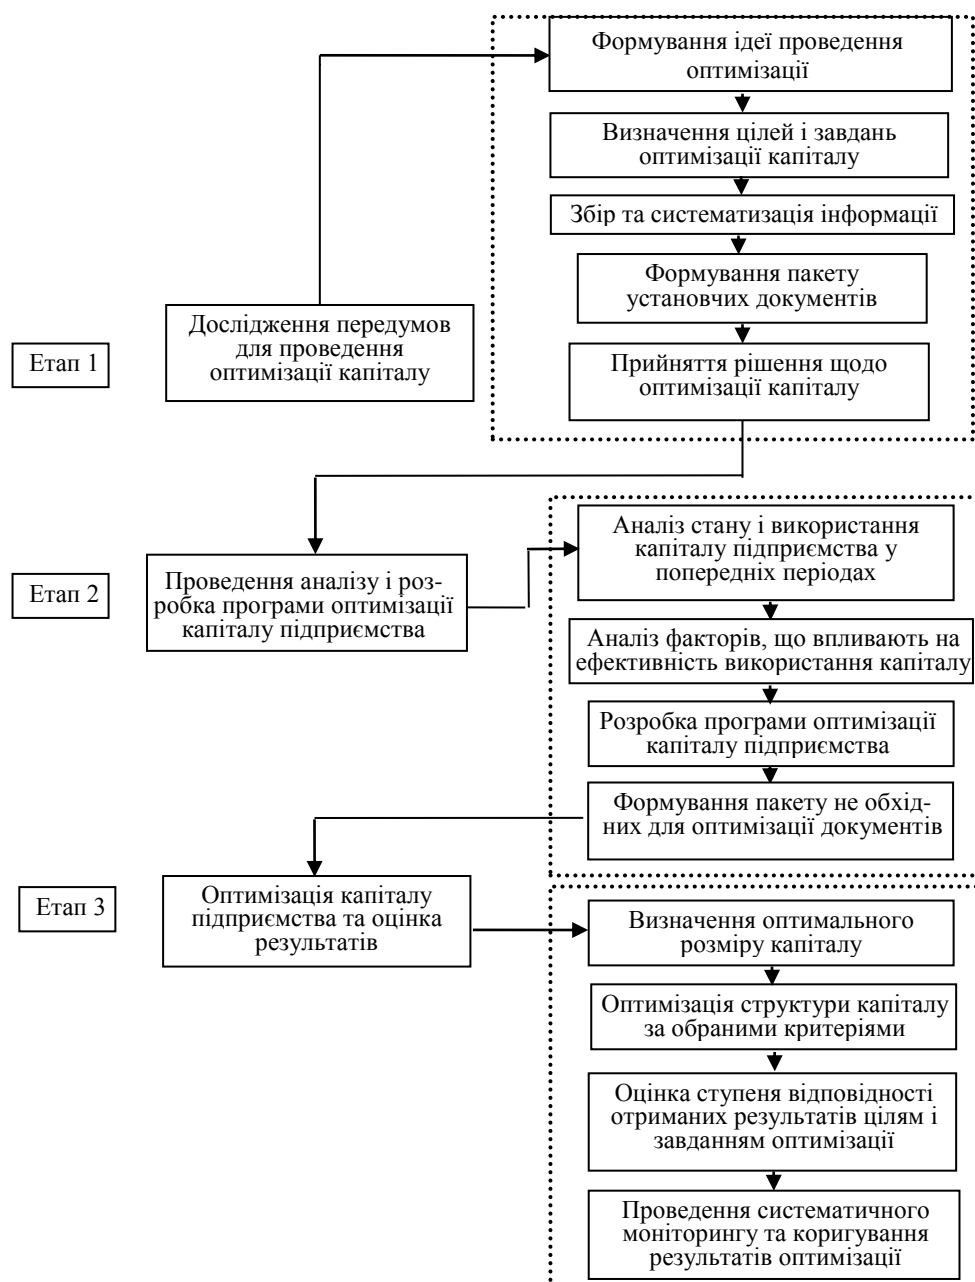 Формування ідеї проведення
оптимізації
Визначення цілей і завдань
оптимізації капіталу
Збір та систематизація інформації
Формування пакету
установчих документів
Прийняття рішення щодо
оптимізації капіталу
Етап 1
Дослідження передумов
для проведення
оптимізації капіталу
Етап 2
Проведення аналізу і роз-
робка програми оптимізації
капіталу підприємства
Аналіз стану і використання
капіталу підприємства у
попередніх періодах
Аналіз факторів, що впливають на
ефективність використання капіталу
Розробка програми оптимізації
капіталу підприємства
Формування пакету не обхід-
них для оптимізації документів
Етап 3
Оптимізація капіталу
підприємства та оцінка
результатів
Визначення оптимального
розміру капіталу
Оптимізація структури капіталу
за обраними критеріями
Оцінка ступеня відповідності
отриманих результатів цілям і
завданням оптимізації
Проведення систематичного
моніторингу та коригування
результатів оптимізації